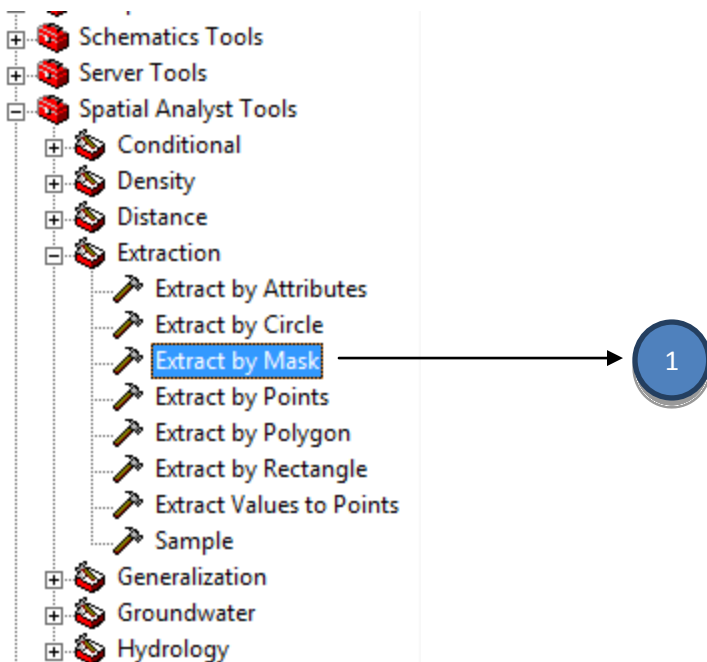 Schematics Tools
Server Tools
Spatial Analyst Tools
Conditional
Density
Distance
Extraction
Extract by Attributes
Extract by Circle
Extract by Mask
1
Extract by Points
Extract by Polygon
Extract by Rectangle
Extract Values to Points
Sample
Generalization
Groundwater
Hydrology